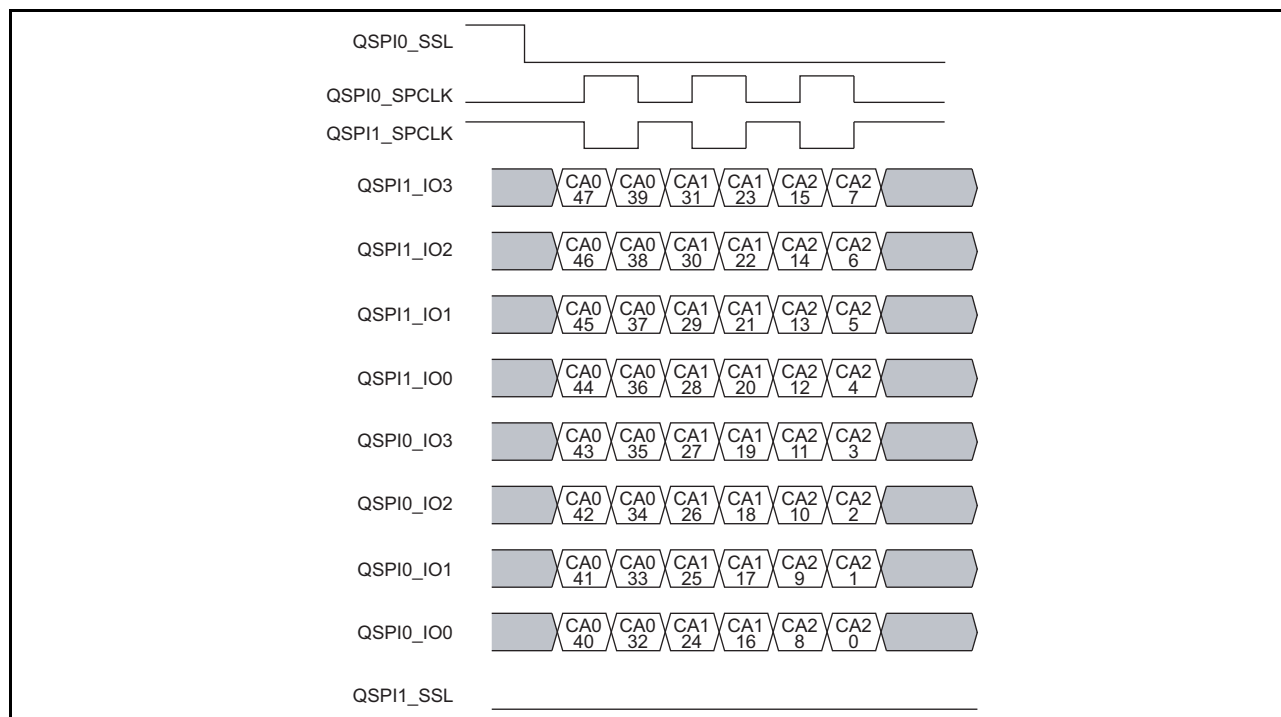 QSPI0_SSL
QSPI0_SPCLK
QSPI1_SPCLK
QSPI1_IO3 CA0 CA0 CA1 CA1 CA2 CA2
47 39 31 23 15 7
QSPI1_IO2 CA0 CA0 CA1 CA1 CA2 CA2
46 38 30 22 14 6
QSPI1_IO1 CA0 CA0 CA1 CA1 CA2 CA2
45 37 29 21 13 5
QSPI1_IO0 CA0 CA0 CA1 CA1 CA2 CA2
44 36 28 20 12 4
QSPI0_IO3 CA0 CA0 CA1 CA1 CA2 CA2
43 35 27 19 11 3
QSPI0_IO2 CA0 CA0 CA1 CA1 CA2 CA2
42 34 26 18 10 2
QSPI0_IO1 CA0 CA0 CA1 CA1 CA2 CA2
41 33 25 17 9 1
QSPI0_IO0 CA0 CA0 CA1 CA1 CA2 CA2
40 32 24 16 8 0
QSPI1_SSL